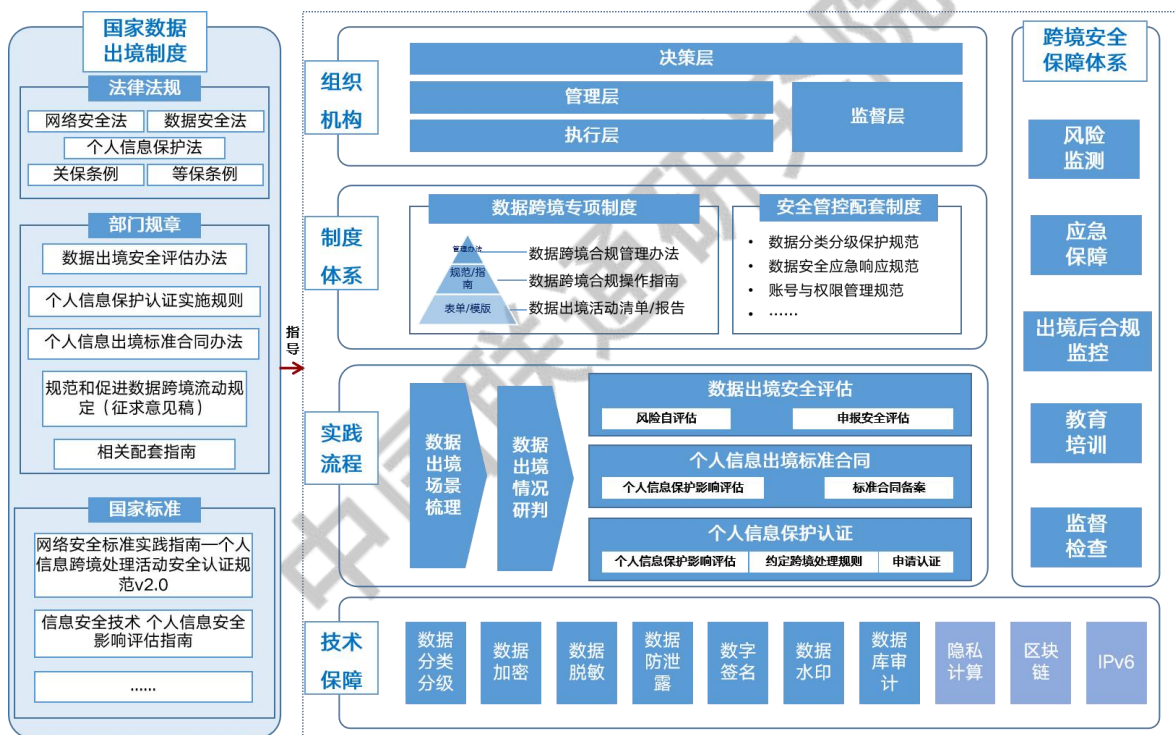 国家数据
出境制度
法律法规
网络安全法
数据安全法
个人信息保护法
关保条例
等保条例
部门规章
数据出境安全评估办法
个人信息保护认证实施规则
个人信息出境标准合同办法
规范和促进数据跨境流动规
定（征求意见稿）
相关配套指南
国家标准
网络安全标准实践指南—个人
信息跨境处理活动安全认证规
范v2.0
信息安全技术 个人信息安全
影响评估指南
......
指
导
组织
机构
决策层
管理层
执行层
监督层
制度
体系
数据跨境专项制度
管理办法
规范/指
南
表单/模版
数据跨境合规管理办法
数据跨境合规操作指南
数据出境活动清单/报告
安全管控配套制度
• 数据分类分级保护规范
• 数据安全应急响应规范
• 账号与权限管理规范
• ……
实践
流程
数据
出境
场景
梳理
数据
出境
情况
研判
数据出境安全评估
风险自评估
申报安全评估
个人信息出境标准合同
个人信息保护影响评估
标准合同备案
个人信息保护认证
个人信息保护影响评估
约定跨境处理规则
申请认证
技术
保障
数据
分类
分级
数据
加密
数据
脱敏
数据
防泄
露
数字
签名
数据
水印
数据
库审
计
隐私
计算
区块
链
IPv6
跨境安全
保障体系
风险
监测
应急
保障
出境后合规
监控
教育
培训
监督
检查
中国联通研究院